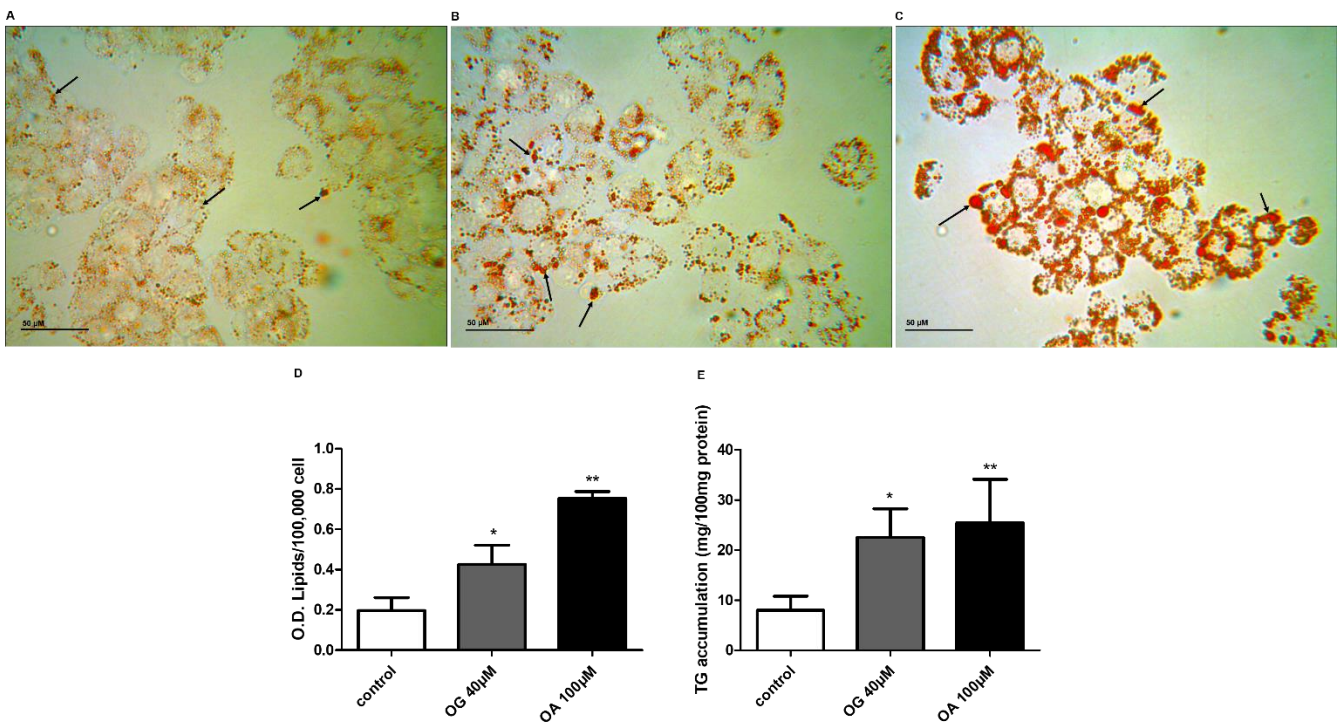 A
B
C
50 µM
50 µM
50 µM
D
E
O.D. Lipids/100,000 cell
1.0
0.8
0.6
0.4
0.2
0.0
*
**
control
OG 40µM
OA 100µM
TG accumulation (mg/100mg protein)
40
30
20
10
0
*
**
control
OG 40µM
OA 100µM